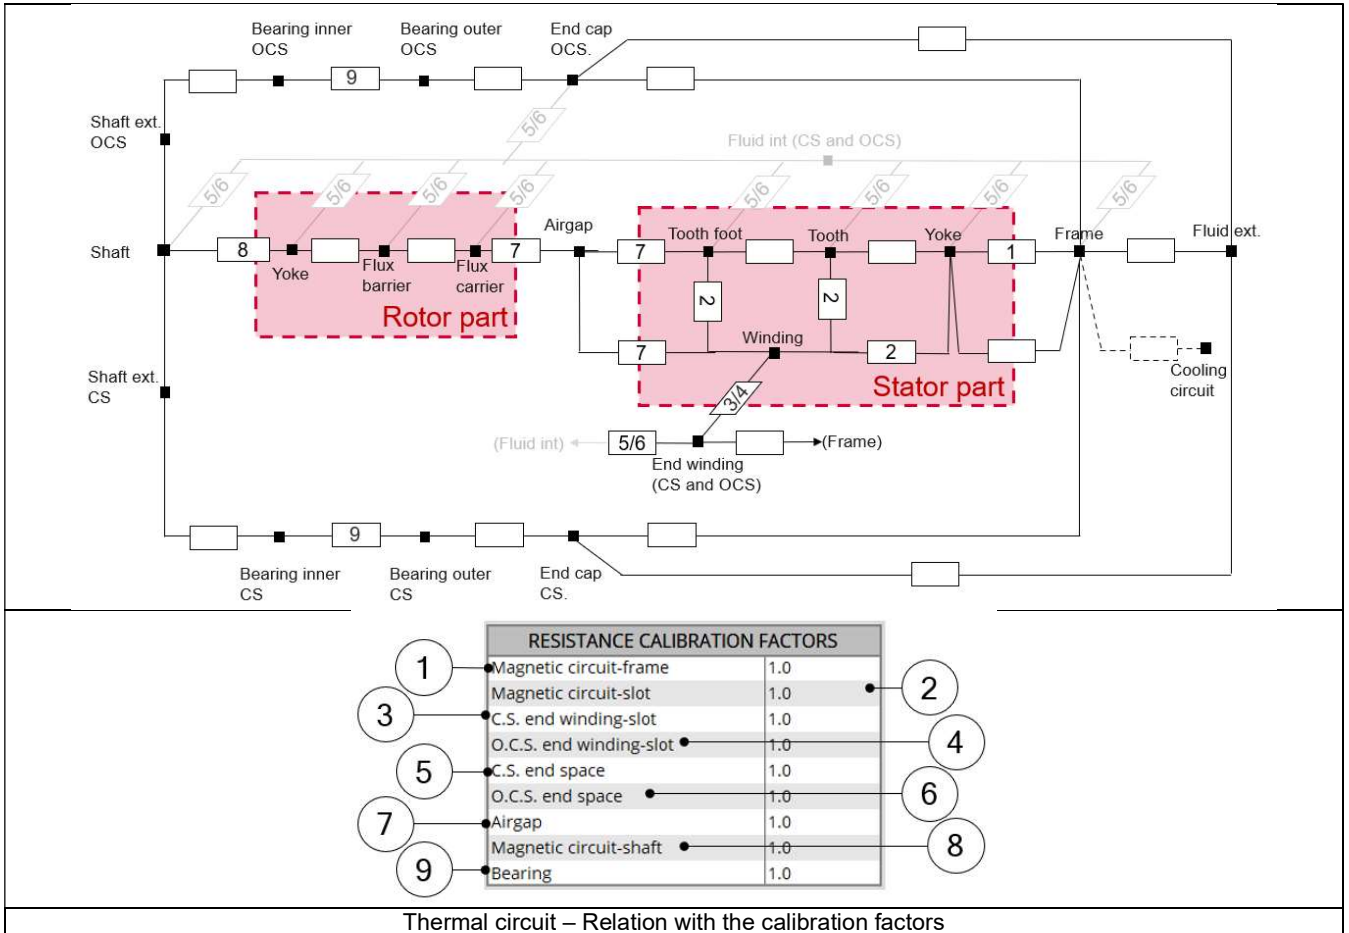 Bearing inner
OCS
Bearing outer
OCS
End cap
OCS.
9
Shaft ext.
OCS
5/6
Fluid int (CS and OCS)
5/6
5/6
5/6
5/6
5/6
5/6
5/6
5/6
Shaft
8
Yoke
Flux
barrier
Flux
carrier
7
Rotor part
Airgap
7
Tooth foot
Tooth
Yoke
1
Frame
Fluid ext.
2
2
7
Winding
2
Stator part
Cooling
circuit
Shaft ext.
CS
3/4
(Fluid int)
5/6
(Frame)
End winding
(CS and OCS)
9
Bearing inner
CS
Bearing outer
CS
End cap
CS.
RESISTANCE CALIBRATION FACTORS
1 Magnetic circuit-frame 1.0
Magnetic circuit-slot 1.0 2
3 C.S. end winding-slot 1.0
O.C.S. end winding-slot 1.0 4
5 C.S. end space 1.0
O.C.S. end space 1.0 6
7 Airgap 1.0
Magnetic circuit-shaft 1.0 8
9 Bearing 1.0
Thermal circuit – Relation with the calibration factors